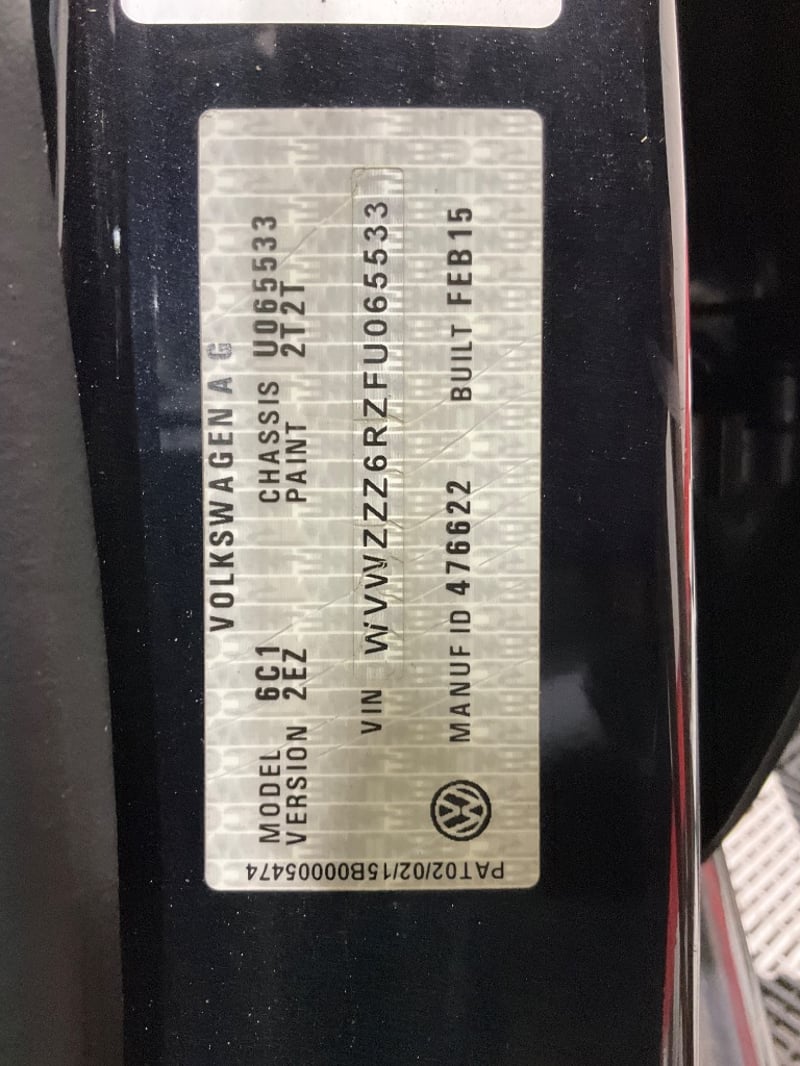 VOLKSWAGEN AG
MODEL 6C1 CHASSIS U065533
VERSION 2EZ PAINT 2T2T
VIN WVWZZZ6RZFU065533
MANUF ID 476622 BUILT FEB15
PAT02/02/15B00005474